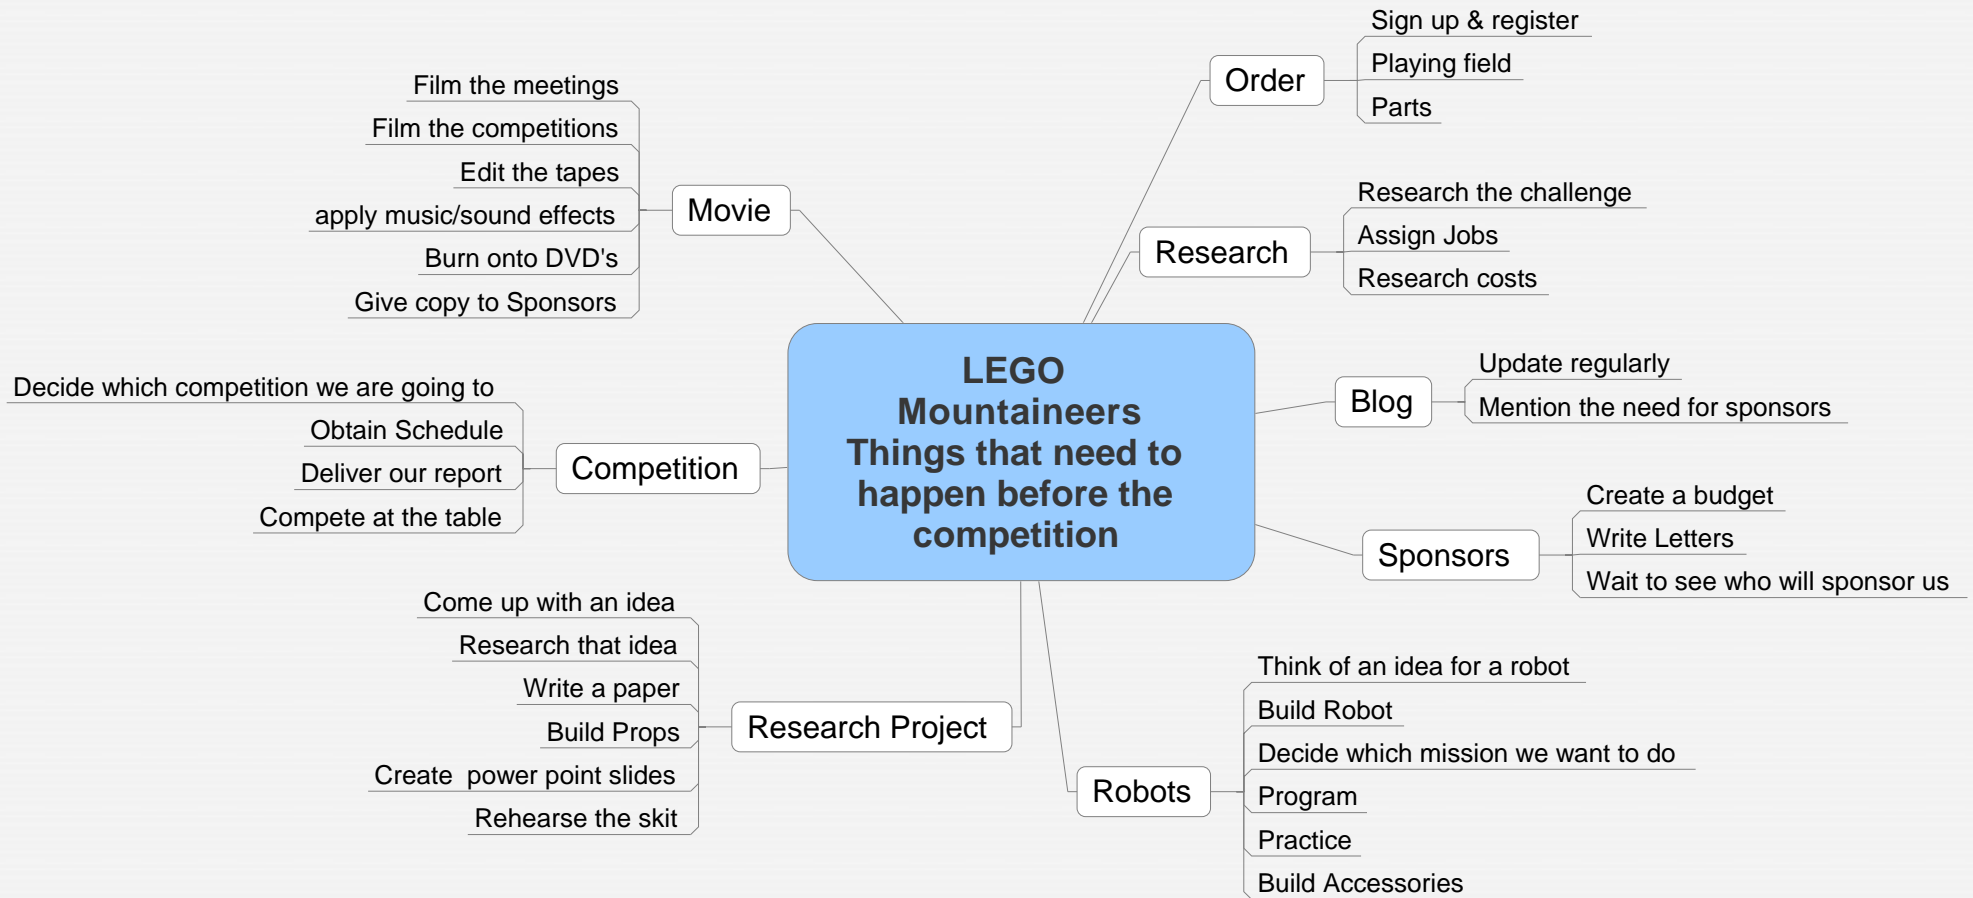 LEGO
Mountaineers
Things that need to
happen before the
competition
Order
Sign up & register
Playing field
Parts
Research
Research the challenge
Assign Jobs
Research costs
Blog
Update regularly
Mention the need for sponsors
Sponsors
Create a budget
Write Letters
Wait to see who will sponsor us
Robots
Think of an idea for a robot
Build Robot
Decide which mission we want to do
Program
Practice
Build Accessories
Research Project
Come up with an idea
Research that idea
Write a paper
Build Props
Create  power point slides
Rehearse the skit
Competition
Decide which competition we are going to
Obtain Schedule
Deliver our report
Compete at the table
Movie
Film the meetings
Film the competitions
Edit the tapes
apply music/sound effects
Burn onto DVD's
Give copy to Sponsors